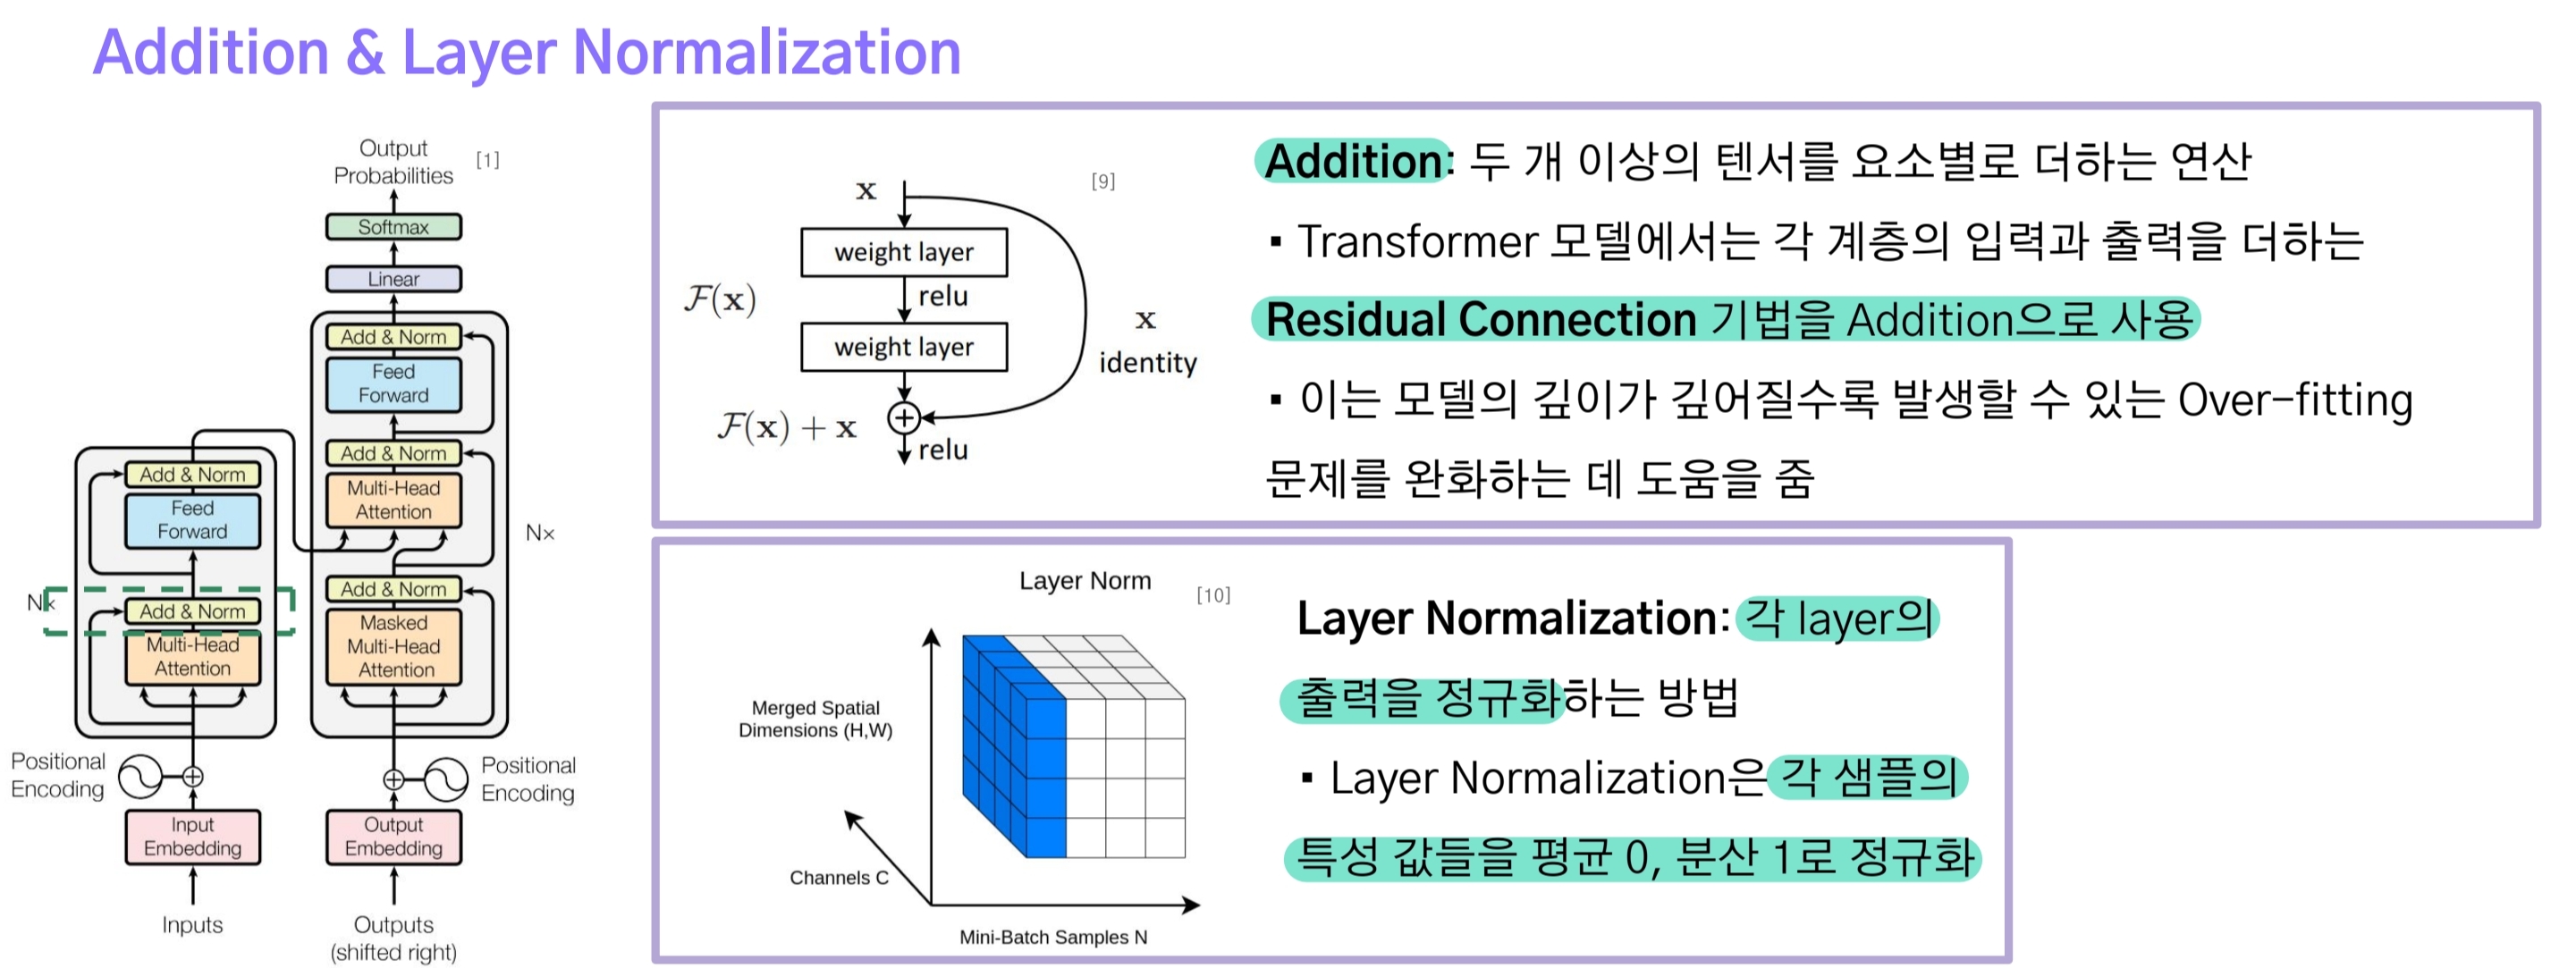 Addition & Layer Normalization
Output
Probabilities
[1]
Softmax
Linear
Add & Norm
Feed
Forward
Add & Norm
Multi-Head
Attention
Nx
Add & Norm
Masked
Multi-Head
Attention
Add & Norm
Feed
Forward
Nx
Add & Norm
Multi-Head
Attention
Positional
Encoding
Positional
Encoding
Input
Embedding
Output
Embedding
Inputs
Outputs
(shifted right)
x
[9]
weight layer
relu
F(x)
weight layer
x
identity
F(x) + x
relu
Addition: 두 개 이상의 텐서를 요소별로 더하는 연산
▪ Transformer 모델에서는 각 계층의 입력과 출력을 더하는
Residual Connection 기법을 Addition으로 사용
▪ 이는 모델의 깊이가 깊어질수록 발생할 수 있는 Over-fitting
문제를 완화하는 데 도움을 줌
Layer Norm
[10]
Merged Spatial
Dimensions (H,W)
Channels C
Mini-Batch Samples N
Layer Normalization: 각 layer의
출력을 정규화하는 방법
▪ Layer Normalization은 각 샘플의
특성 값들을 평균 0, 분산 1로 정규화